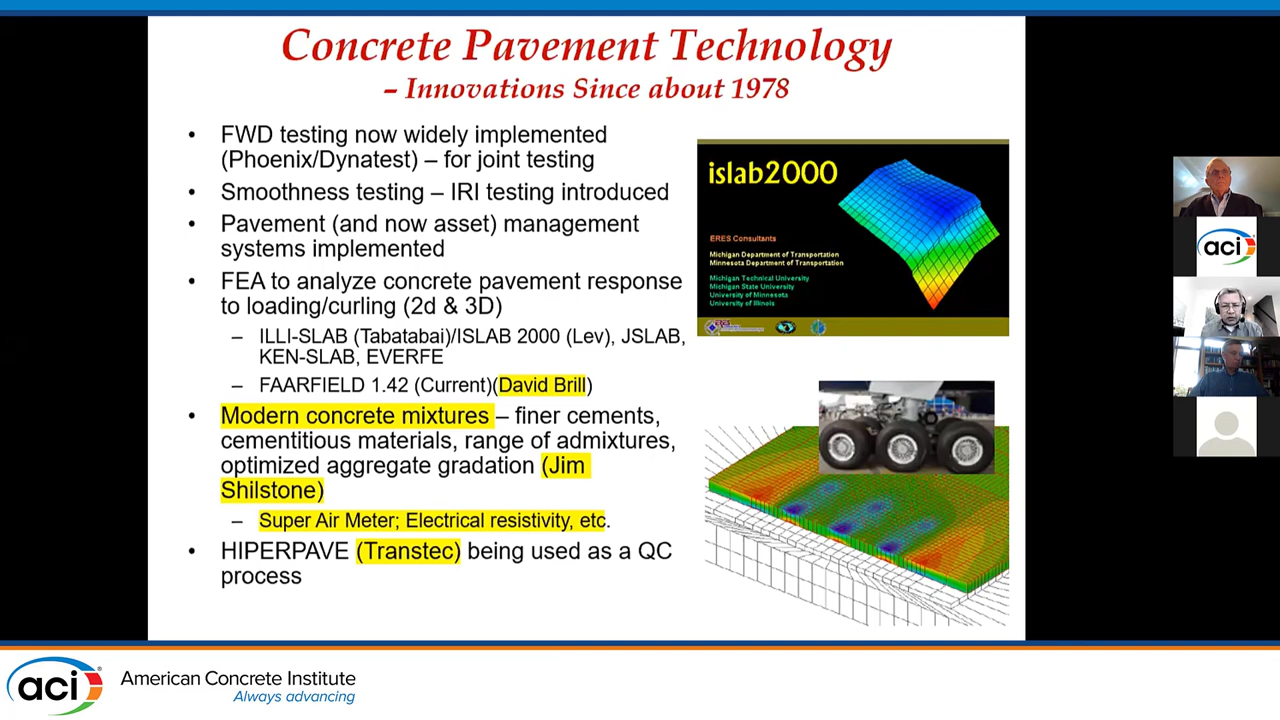 Concrete Pavement Technology
– Innovations Since about 1978
• FWD testing now widely implemented
(Phoenix/Dynatest) – for joint testing
• Smoothness testing – IRI testing introduced
• Pavement (and now asset) management
systems implemented
• FEA to analyze concrete pavement response
to loading/curling (2d & 3D)
– ILLI-SLAB (Tabatabai)/ISLAB 2000 (Lev), JSLAB,
KEN-SLAB, EVERFE
– FAARFIELD 1.42 (Current)(David Brill)
• Modern concrete mixtures – finer cements,
cementitious materials, range of admixtures,
optimized aggregate gradation (Jim
Shilstone)
– Super Air Meter; Electrical resistivity, etc.
• HIPERPAVE (Transtec) being used as a QC
process
islab2000
ERES Consultants
Michigan Department of Transportation
Minnesota Department of Transportation
Michigan Technical University
Michigan State University
University of Minnesota
University of Illinois
aci
aci
American Concrete Institute
Always advancing